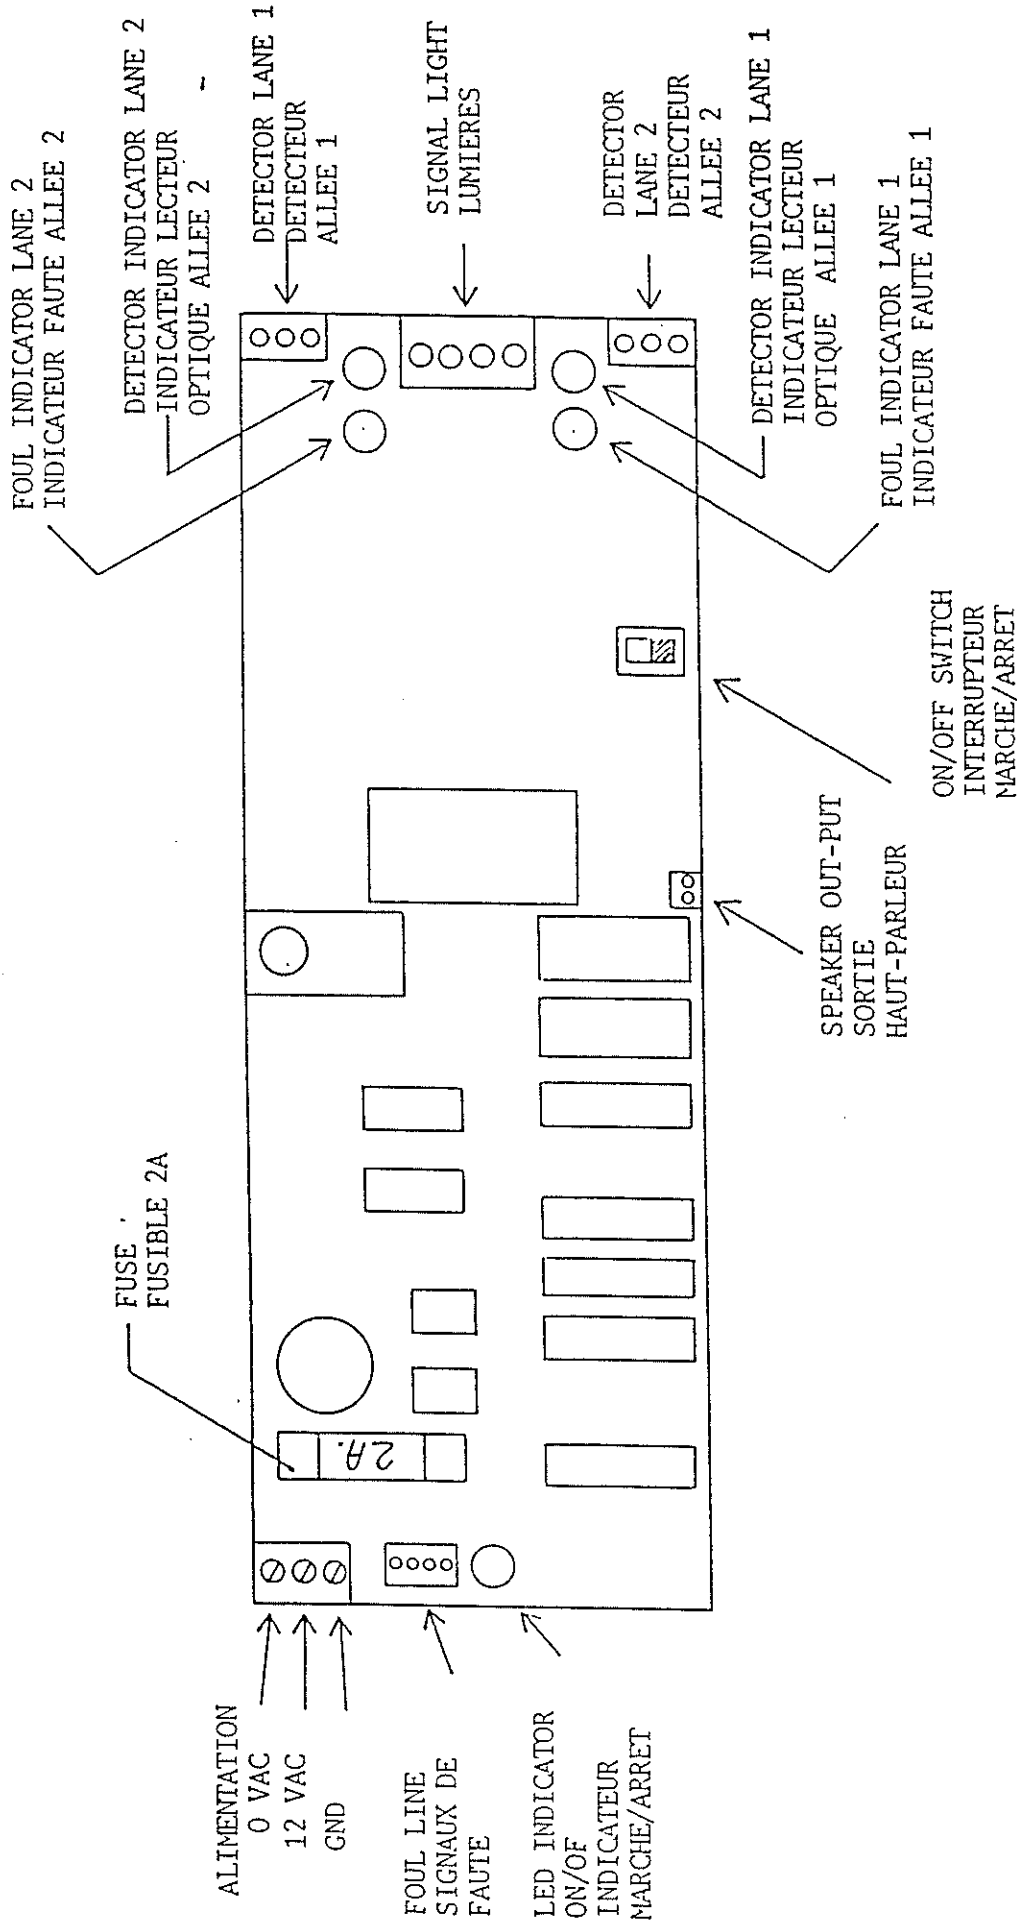 FOUL INDICATOR LANE 2
INDICATEUR FAUTE ALLEE 2
DETECTOR INDICATOR LANE 2
INDICATEUR LECTEUR
OPTIQUE ALLEE 2
DETECTOR LANE 1
DETECTEUR
ALLEE 1
SIGNAL LIGHT
LUMIERES
DETECTOR
LANE 2
DETECTEUR
ALLEE 2
DETECTOR INDICATOR LANE 1
INDICATEUR LECTEUR
OPTIQUE ALLEE 1
FOUL INDICATOR LANE 1
INDICATEUR FAUTE ALLEE 1
ON/OFF SWITCH
INTERRUPTEUR
MARCHE/ARRET
SPEAKER OUT-PUT
SORTIE
HAUT-PARLEUR
FUSE
FUSIBLE 2A
2A.
ALIMENTATION
0 VAC
12 VAC
GND
FOUL LINE
SIGNAUX DE
FAUTE
LED INDICATOR
ON/OF
INDICATEUR
MARCHE/ARRET